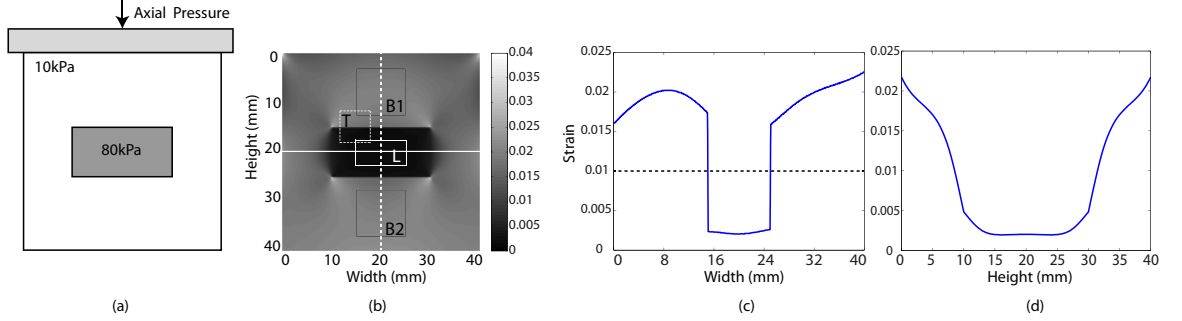 Axial Pressure
10kPa
80kPa
(a)
Height (mm)
0
10
20
30
40
B1
T
L
B2
0 20 40
Width (mm)
0.04
0.035
0.03
0.025
0.02
0.015
0.01
0.005
0
(b)
Strain
0.025
0.02
0.015
0.01
0.005
0
0 8 16 24 32 40
Width (mm)
(c)
0.025
0.02
0.015
0.01
0.005
0
0 5 10 15 20 25 30 35 40
Height (mm)
(d)